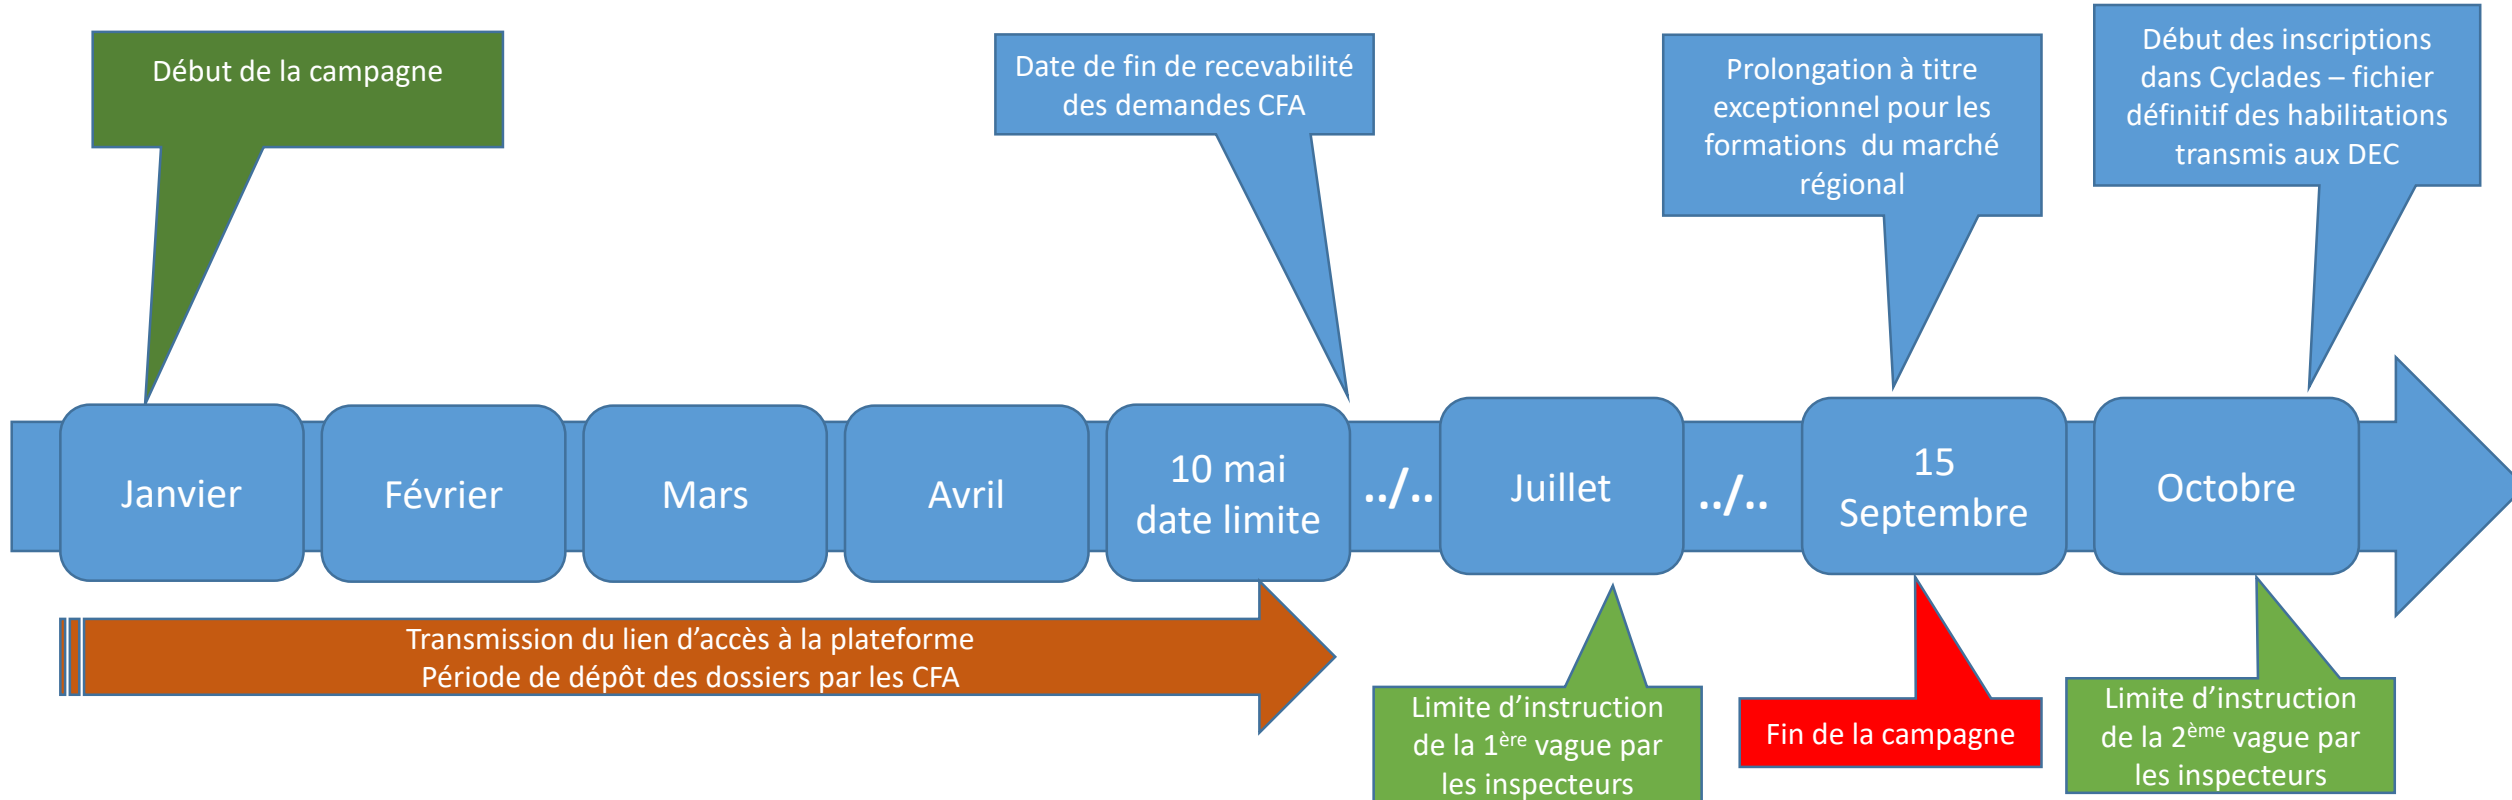 Début de la campagne
Date de fin de recevabilité
des demandes CFA
Prolongation à titre
exceptionnel pour les
formations  du marché
régional
Début des inscriptions
dans Cyclades – fichier
définitif des habilitations
transmis aux DEC
Janvier
Février
Mars
Avril
10 mai
date limite
../..
Juillet
../..
15
Septembre
Octobre
Transmission du lien d’accès à la plateforme
Période de dépôt des dossiers par les CFA
Limite d’instruction
de la 1ère vague par
les inspecteurs
Fin de la campagne
Limite d’instruction
de la 2ème vague par
les inspecteurs